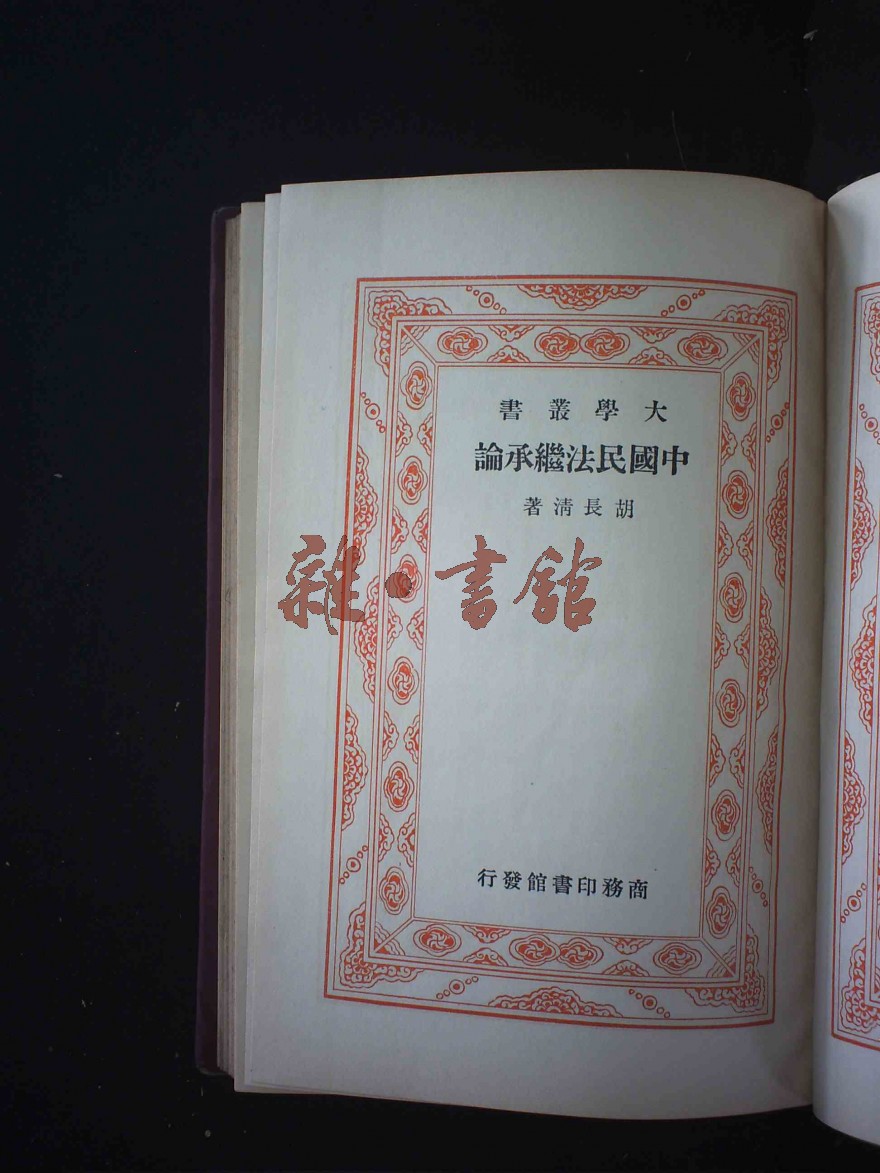 大學叢書
中國民法繼承論
胡長清著
雜·書館
商務印書館發行